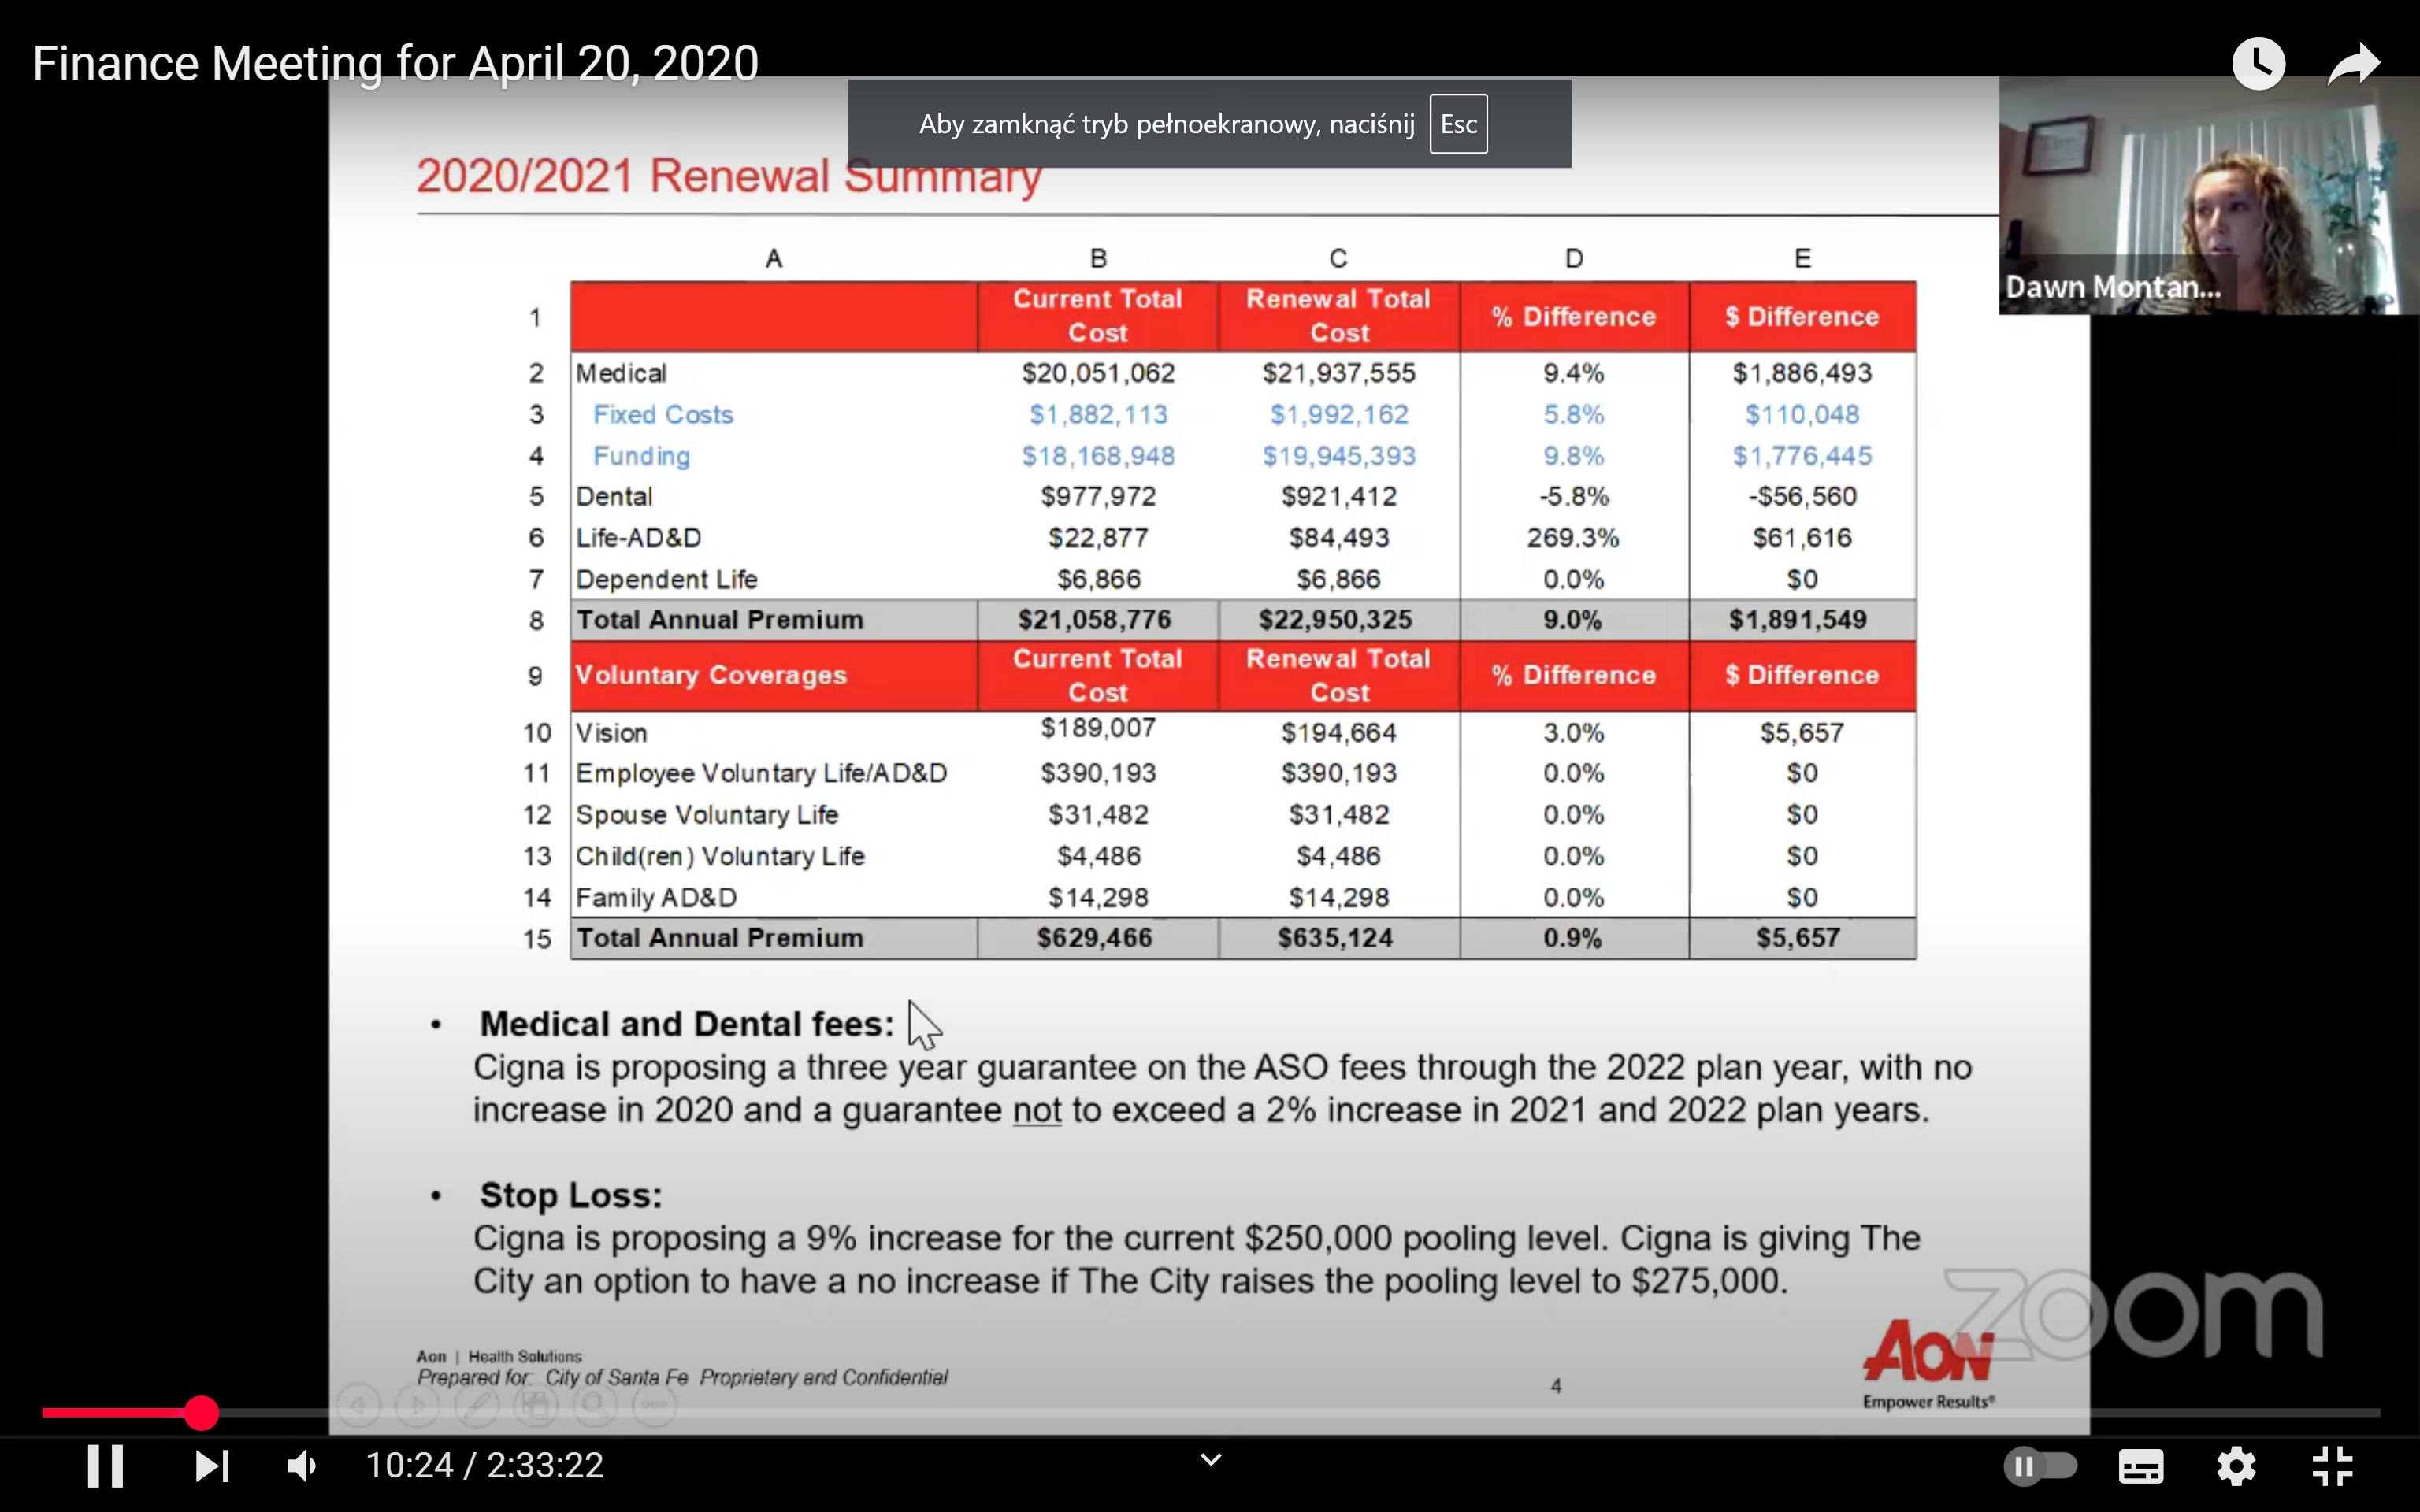 Finance Meeting for April 20, 2020
Aby zamknąć tryb pełnoekranowy, naciśnij Esc
2020/2021 Renewal Summary
Dawn Montan...
A B C D E
1 Current Total Cost Renewal Total Cost % Difference $ Difference
2 Medical $20,051,062 $21,937,555 9.4% $1,886,493
3 Fixed Costs $1,882,113 $1,992,162 5.8% $110,048
4 Funding $18,168,948 $19,945,393 9.8% $1,776,445
5 Dental $977,972 $921,412 -5.8% -$56,560
6 Life-AD&D $22,877 $84,493 269.3% $61,616
7 Dependent Life $6,866 $6,866 0.0% $0
8 Total Annual Premium $21,058,776 $22,950,325 9.0% $1,891,549
9 Voluntary Coverages Current Total Cost Renewal Total Cost % Difference $ Difference
10 Vision $189,007 $194,664 3.0% $5,657
11 Employee Voluntary Life/AD&D $390,193 $390,193 0.0% $0
12 Spouse Voluntary Life $31,482 $31,482 0.0% $0
13 Child(ren) Voluntary Life $4,486 $4,486 0.0% $0
14 Family AD&D $14,298 $14,298 0.0% $0
15 Total Annual Premium $629,466 $635,124 0.9% $5,657
• Medical and Dental fees:
Cigna is proposing a three year guarantee on the ASO fees through the 2022 plan year, with no
increase in 2020 and a guarantee not to exceed a 2% increase in 2021 and 2022 plan years.
• Stop Loss:
Cigna is proposing a 9% increase for the current $250,000 pooling level. Cigna is giving The
City an option to have a no increase if The City raises the pooling level to $275,000.
zoom
Aon | Health Solutions
Prepared for: City of Santa Fe Proprietary and Confidential
4
Aon
Empower Results®
10:24 / 2:33:22